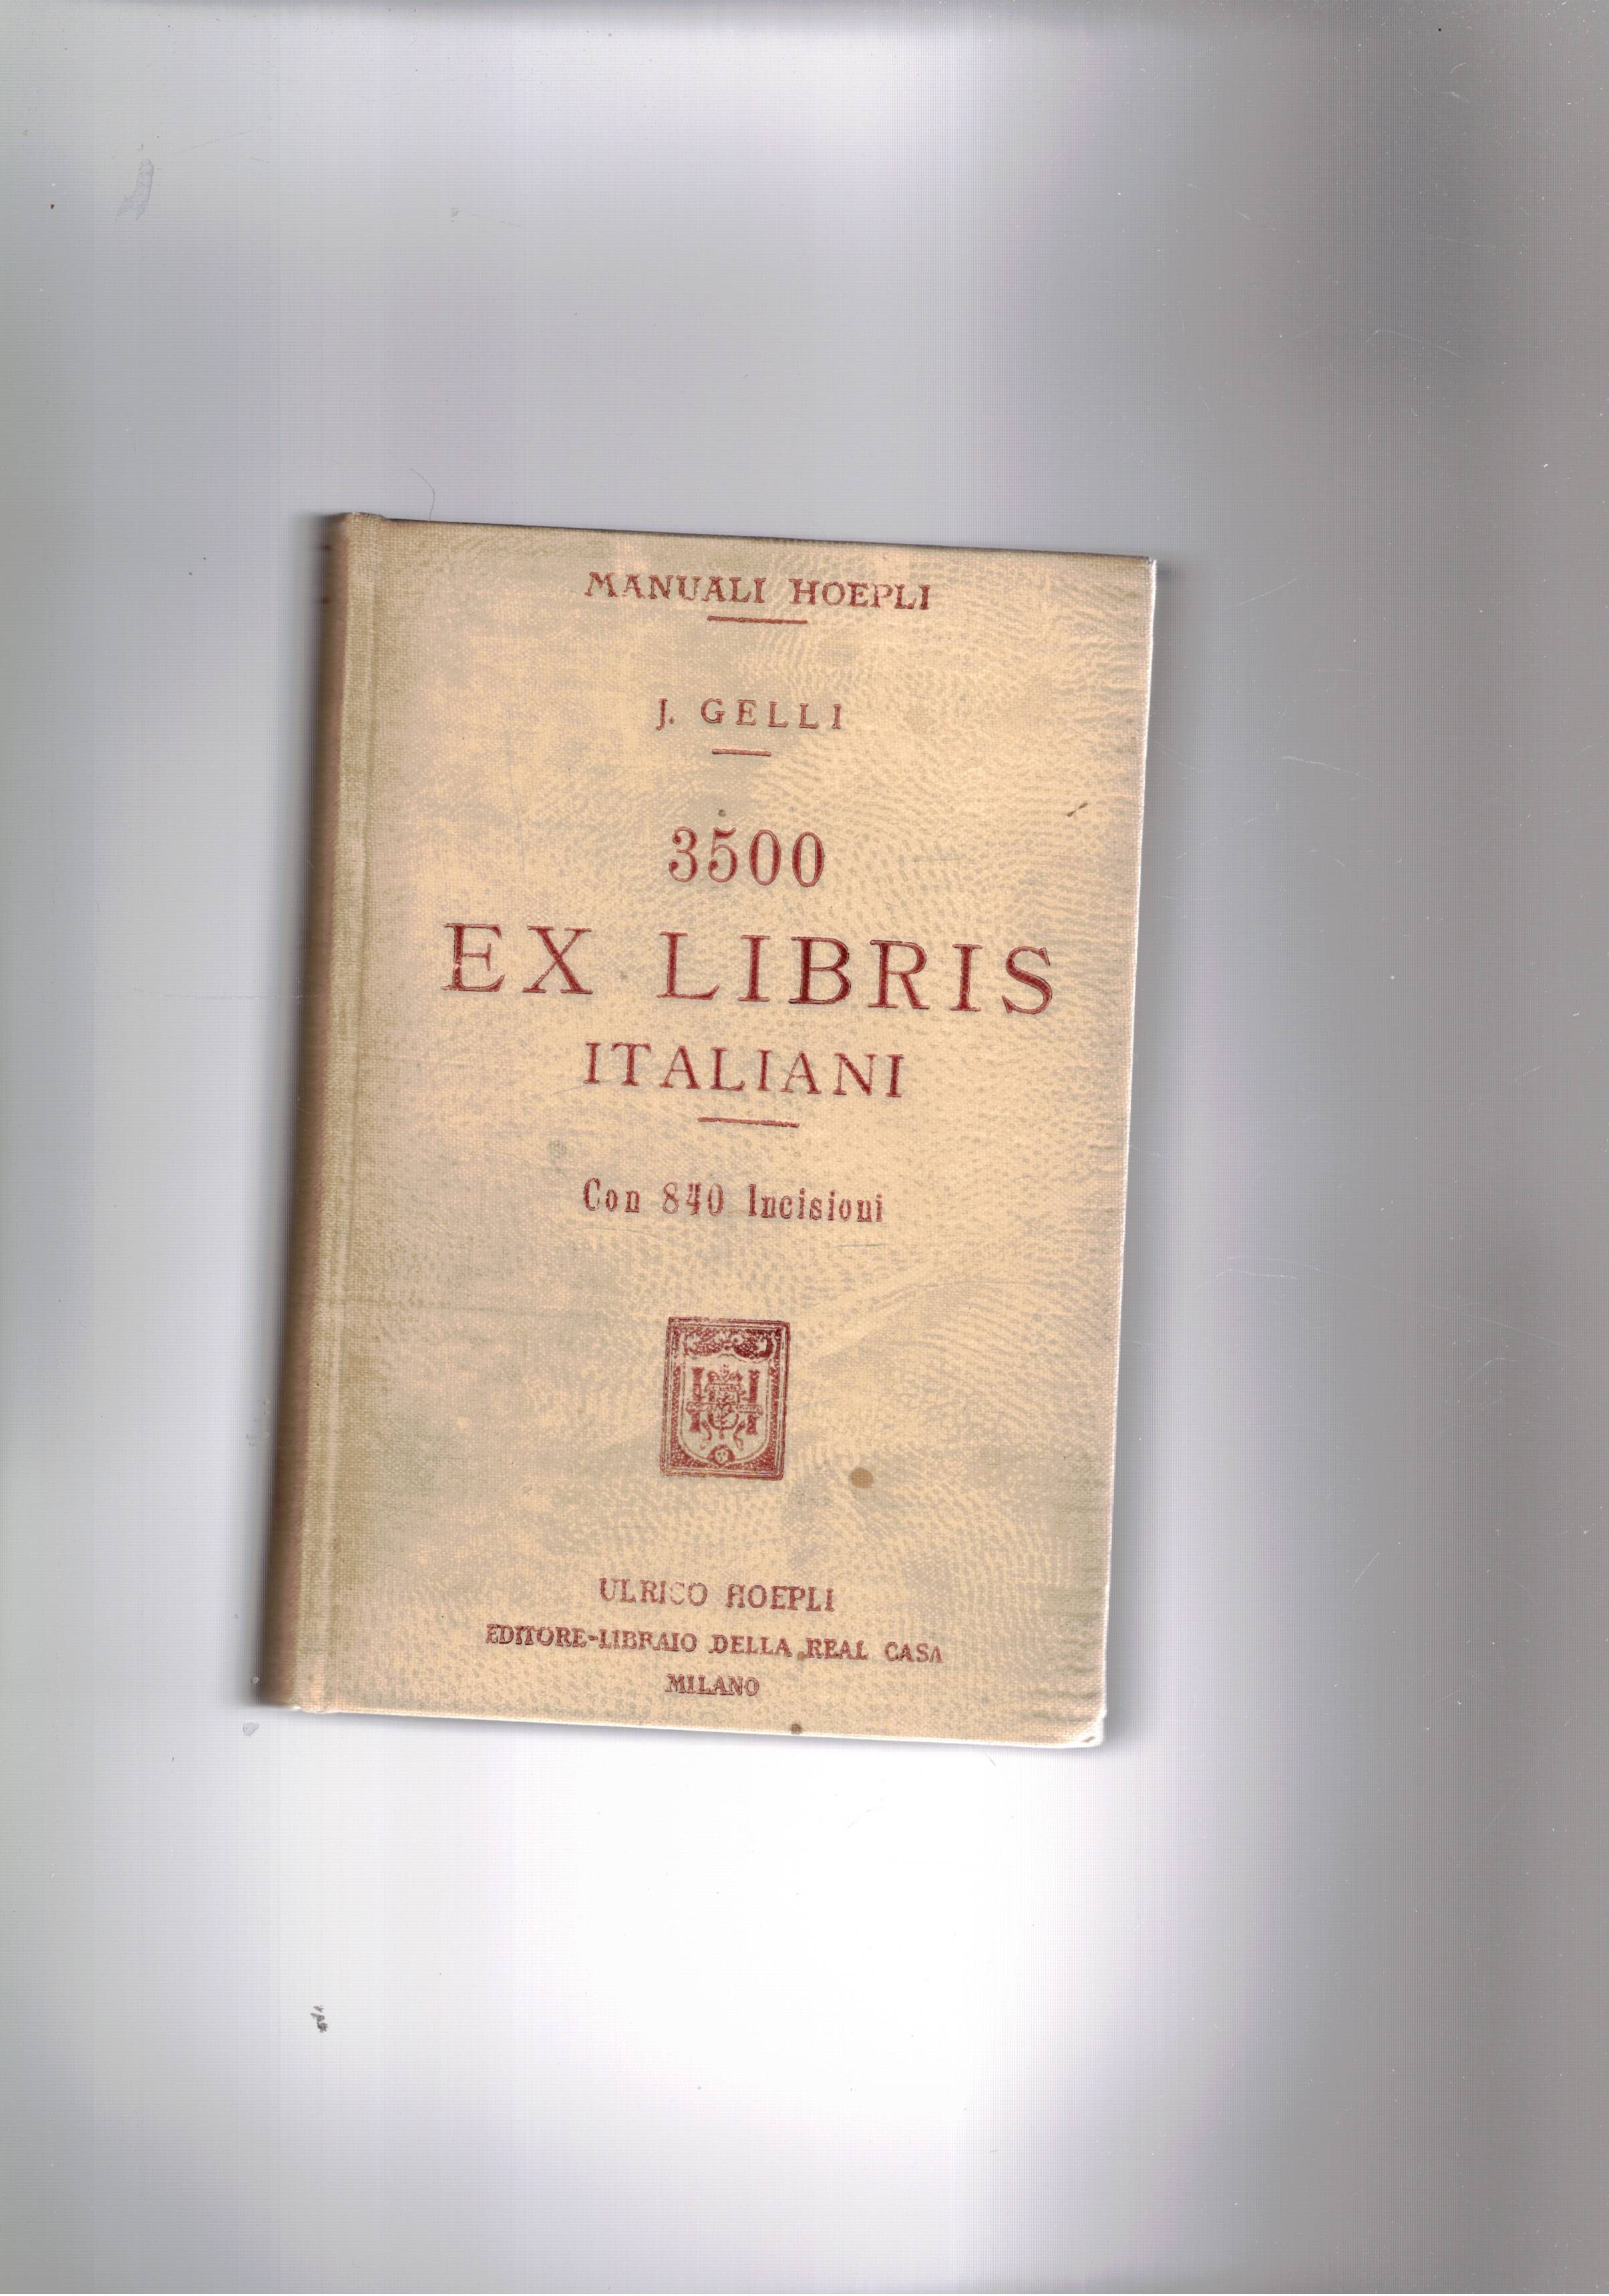 MANUALI HOEPLI
J. GELLI
3500
EX LIBRIS
ITALIANI
Con 840 Incisioni
ULRICO HOEPLI
EDITORE-LIBRAIO DELLA REAL CASA
MILANO